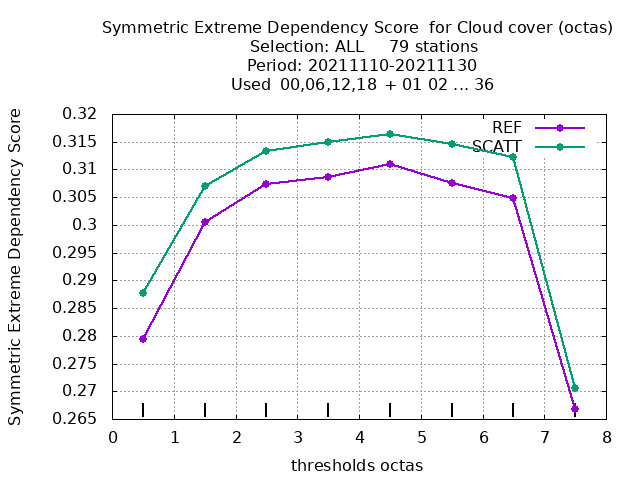 Symmetric Extreme Dependency Score for Cloud cover (octas)
Selection: ALL 79 stations
Period: 20211110-20211130
Used 00,06,12,18 + 01 02 ... 36
Symmetric Extreme Dependency Score
0.32
0.315
0.31
0.305
0.3
0.295
0.29
0.285
0.28
0.275
0.27
0.265
REF
SCATT
0 1 2 3 4 5 6 7 8
thresholds octas